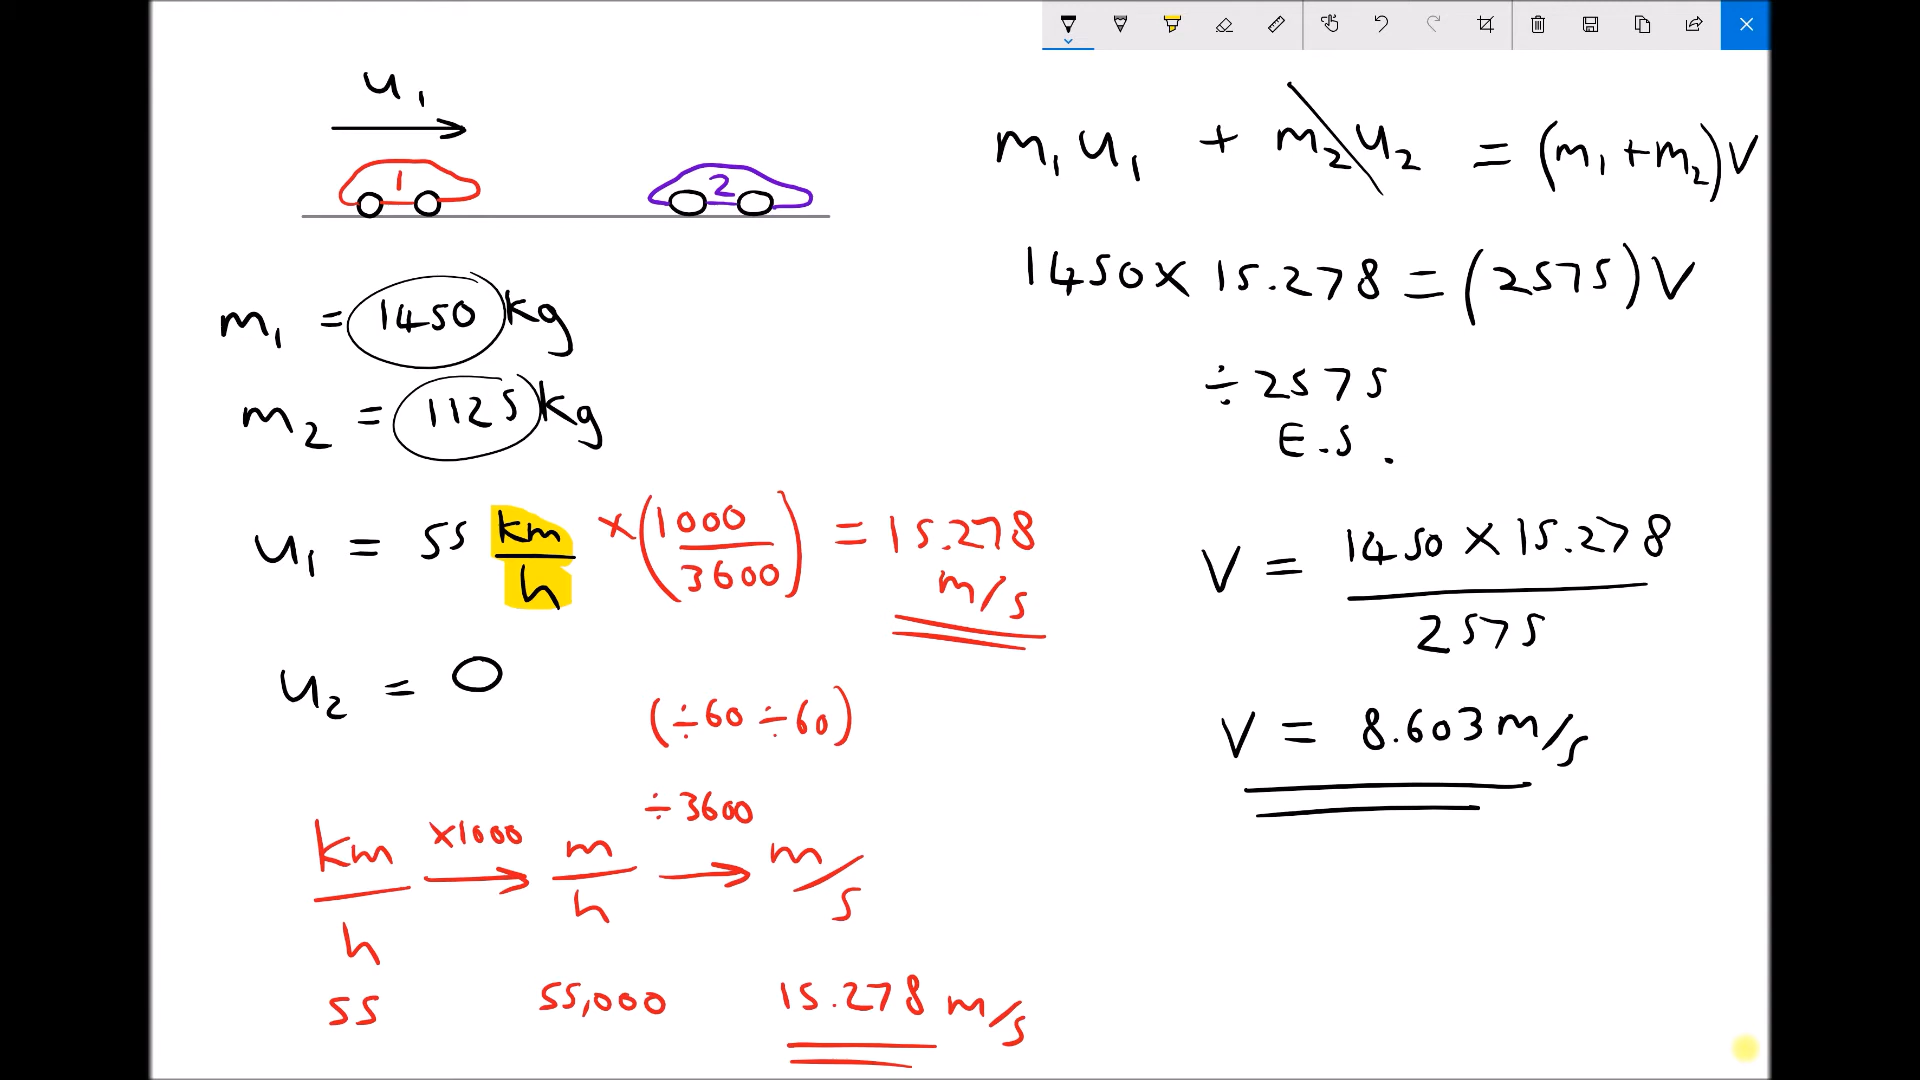 u₁
1
2
m₁ = 1450 kg
m₂ = 1125 kg
u₁ = 55 km/h × (1000/3600) = 15.278 m/s
u₂ = 0
(÷60 ÷60)
km/h ×1000 → m/h ÷3600 → m/s
55 55,000 15.278 m/s
m₁u₁ + m₂u₂ = (m₁+m₂)V
1450 × 15.278 = (2575)V
÷2575
E.S.
V = 1450 × 15.278 / 2575
V = 8.603 m/s